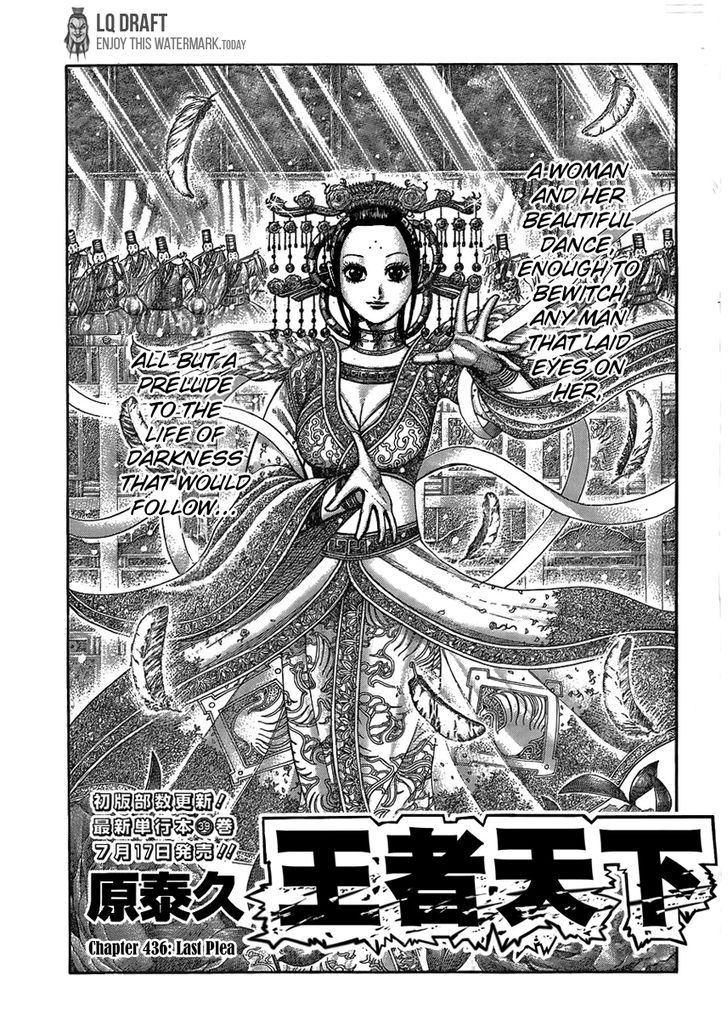 LQ DRAFT
ENJOY THIS WATERMARK.TODAY
A WOMAN
AND HER
BEAUTIFUL
DANCE,
ENOUGH TO
BEWITCH
ANY MAN
THAT LAID
EYES ON
HER,
ALL BUT A
PRELUDE
TO THE
LIFE OF
DARKNESS
THAT WOULD
FOLLOW...
初版部数更新!
最新単行本39巻
7月17日発売!!
原泰久
王者天下
Chapter 436: Last Plea